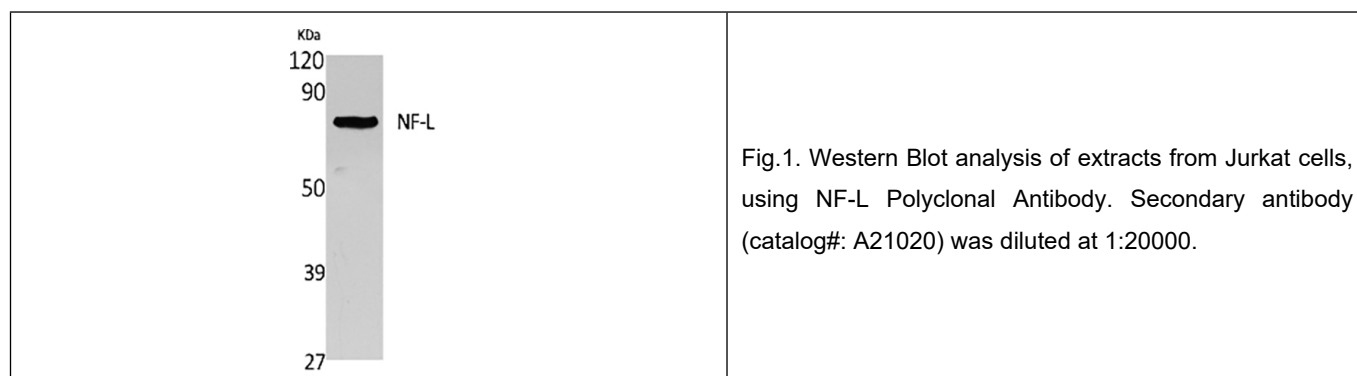 KDa
120
90
NF-L
50
39
27
Fig.1. Western Blot analysis of extracts from Jurkat cells,
using NF-L Polyclonal Antibody. Secondary antibody
(catalog#: A21020) was diluted at 1:20000.